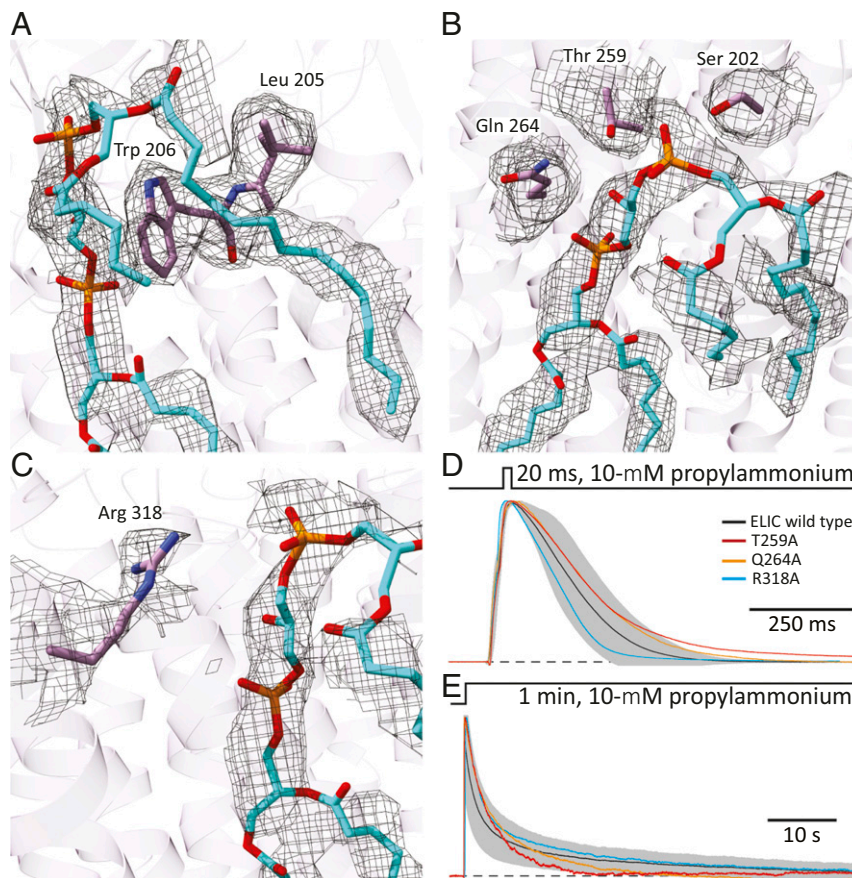 A
Leu 205
Trp 206
B
Thr 259
Ser 202
Gln 264
C
Arg 318
D
20 ms, 10-mM propylammonium
ELIC wild type
T259A
Q264A
R318A
250 ms
E
1 min, 10-mM propylammonium
10 s